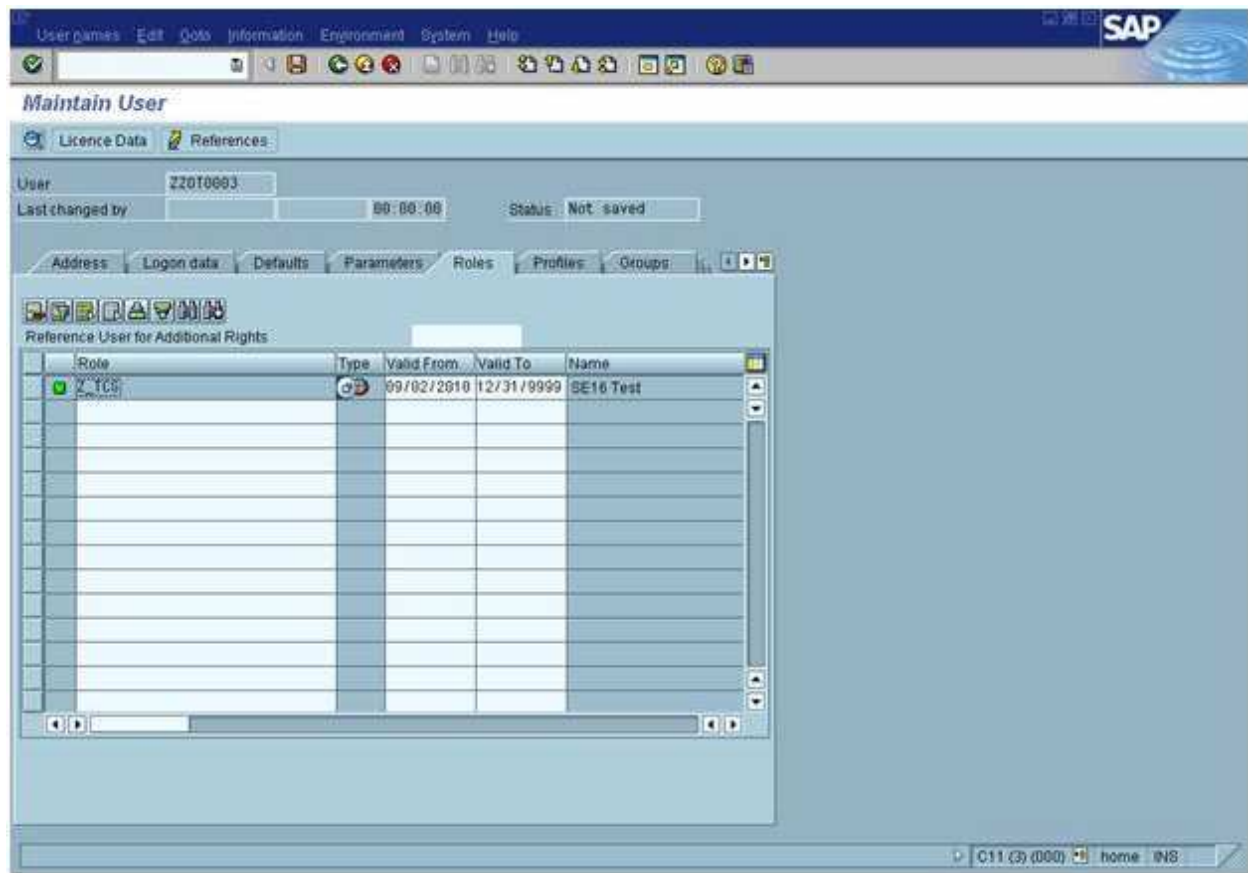 User names Edit Goto Information Environment System Help
SAP
Maintain User
Licence Data References
User ZZOT0003
Last changed by 00:00:00 Status Not saved
Address Logon data Defaults Parameters Roles Profiles Groups
Reference User for Additional Rights
Role Type Valid From Valid To Name
Z_TCS 09/02/2010 12/31/9999 SE16 Test
C11 (3) (000) home INS